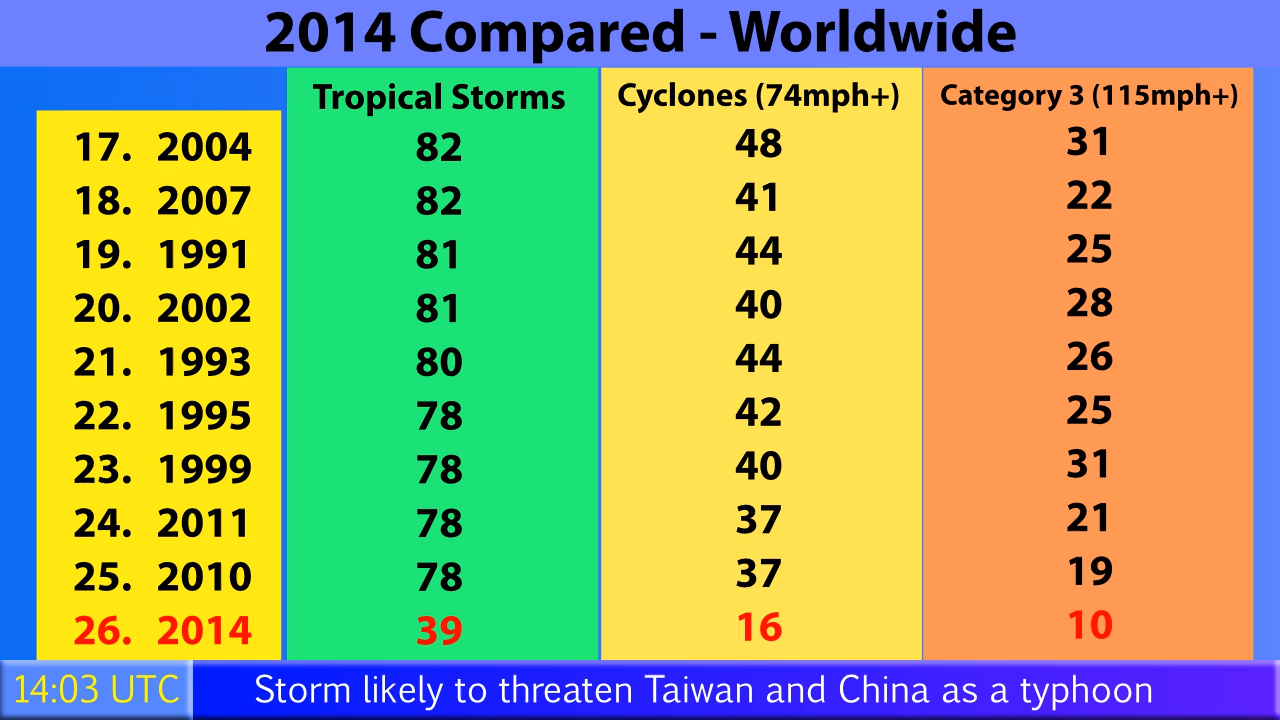 2014 Compared - Worldwide
Tropical Storms Cyclones (74mph+) Category 3 (115mph+)
17. 2004 82 48 31
18. 2007 82 41 22
19. 1991 81 44 25
20. 2002 81 40 28
21. 1993 80 44 26
22. 1995 78 42 25
23. 1999 78 40 31
24. 2011 78 37 21
25. 2010 78 37 19
26. 2014 39 16 10
14:03 UTC Storm likely to threaten Taiwan and China as a typhoon